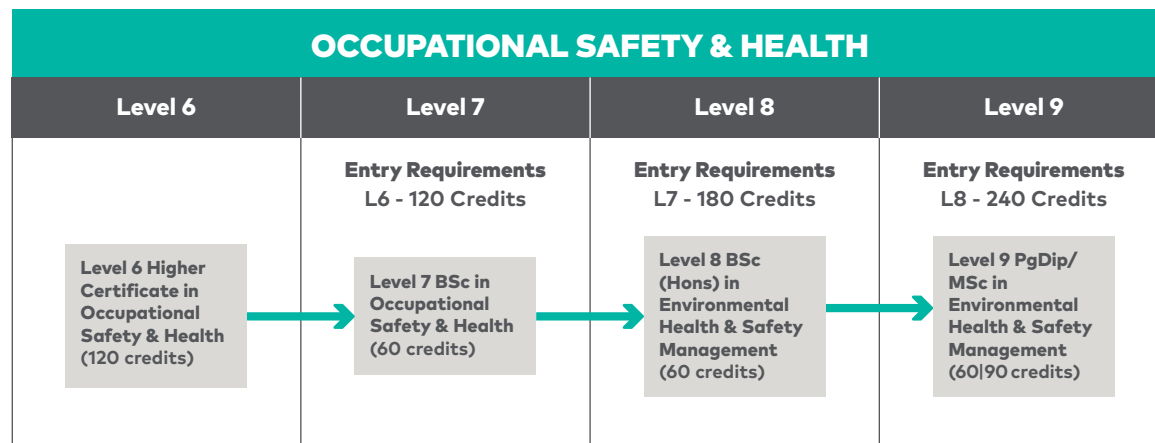 OCCUPATIONAL SAFETY & HEALTH
Level 6
Level 7
Level 8
Level 9
Entry Requirements
L6 - 120 Credits
Entry Requirements
L7 - 180 Credits
Entry Requirements
L8 - 240 Credits
Level 6 Higher
Certificate in
Occupational
Safety & Health
(120 credits)
Level 7 BSc in
Occupational
Safety & Health
(60 credits)
Level 8 BSc
(Hons) in
Environmental
Health & Safety
Management
(60 credits)
Level 9 PgDip/
MSc in
Environmental
Health & Safety
Management
(60|90 credits)